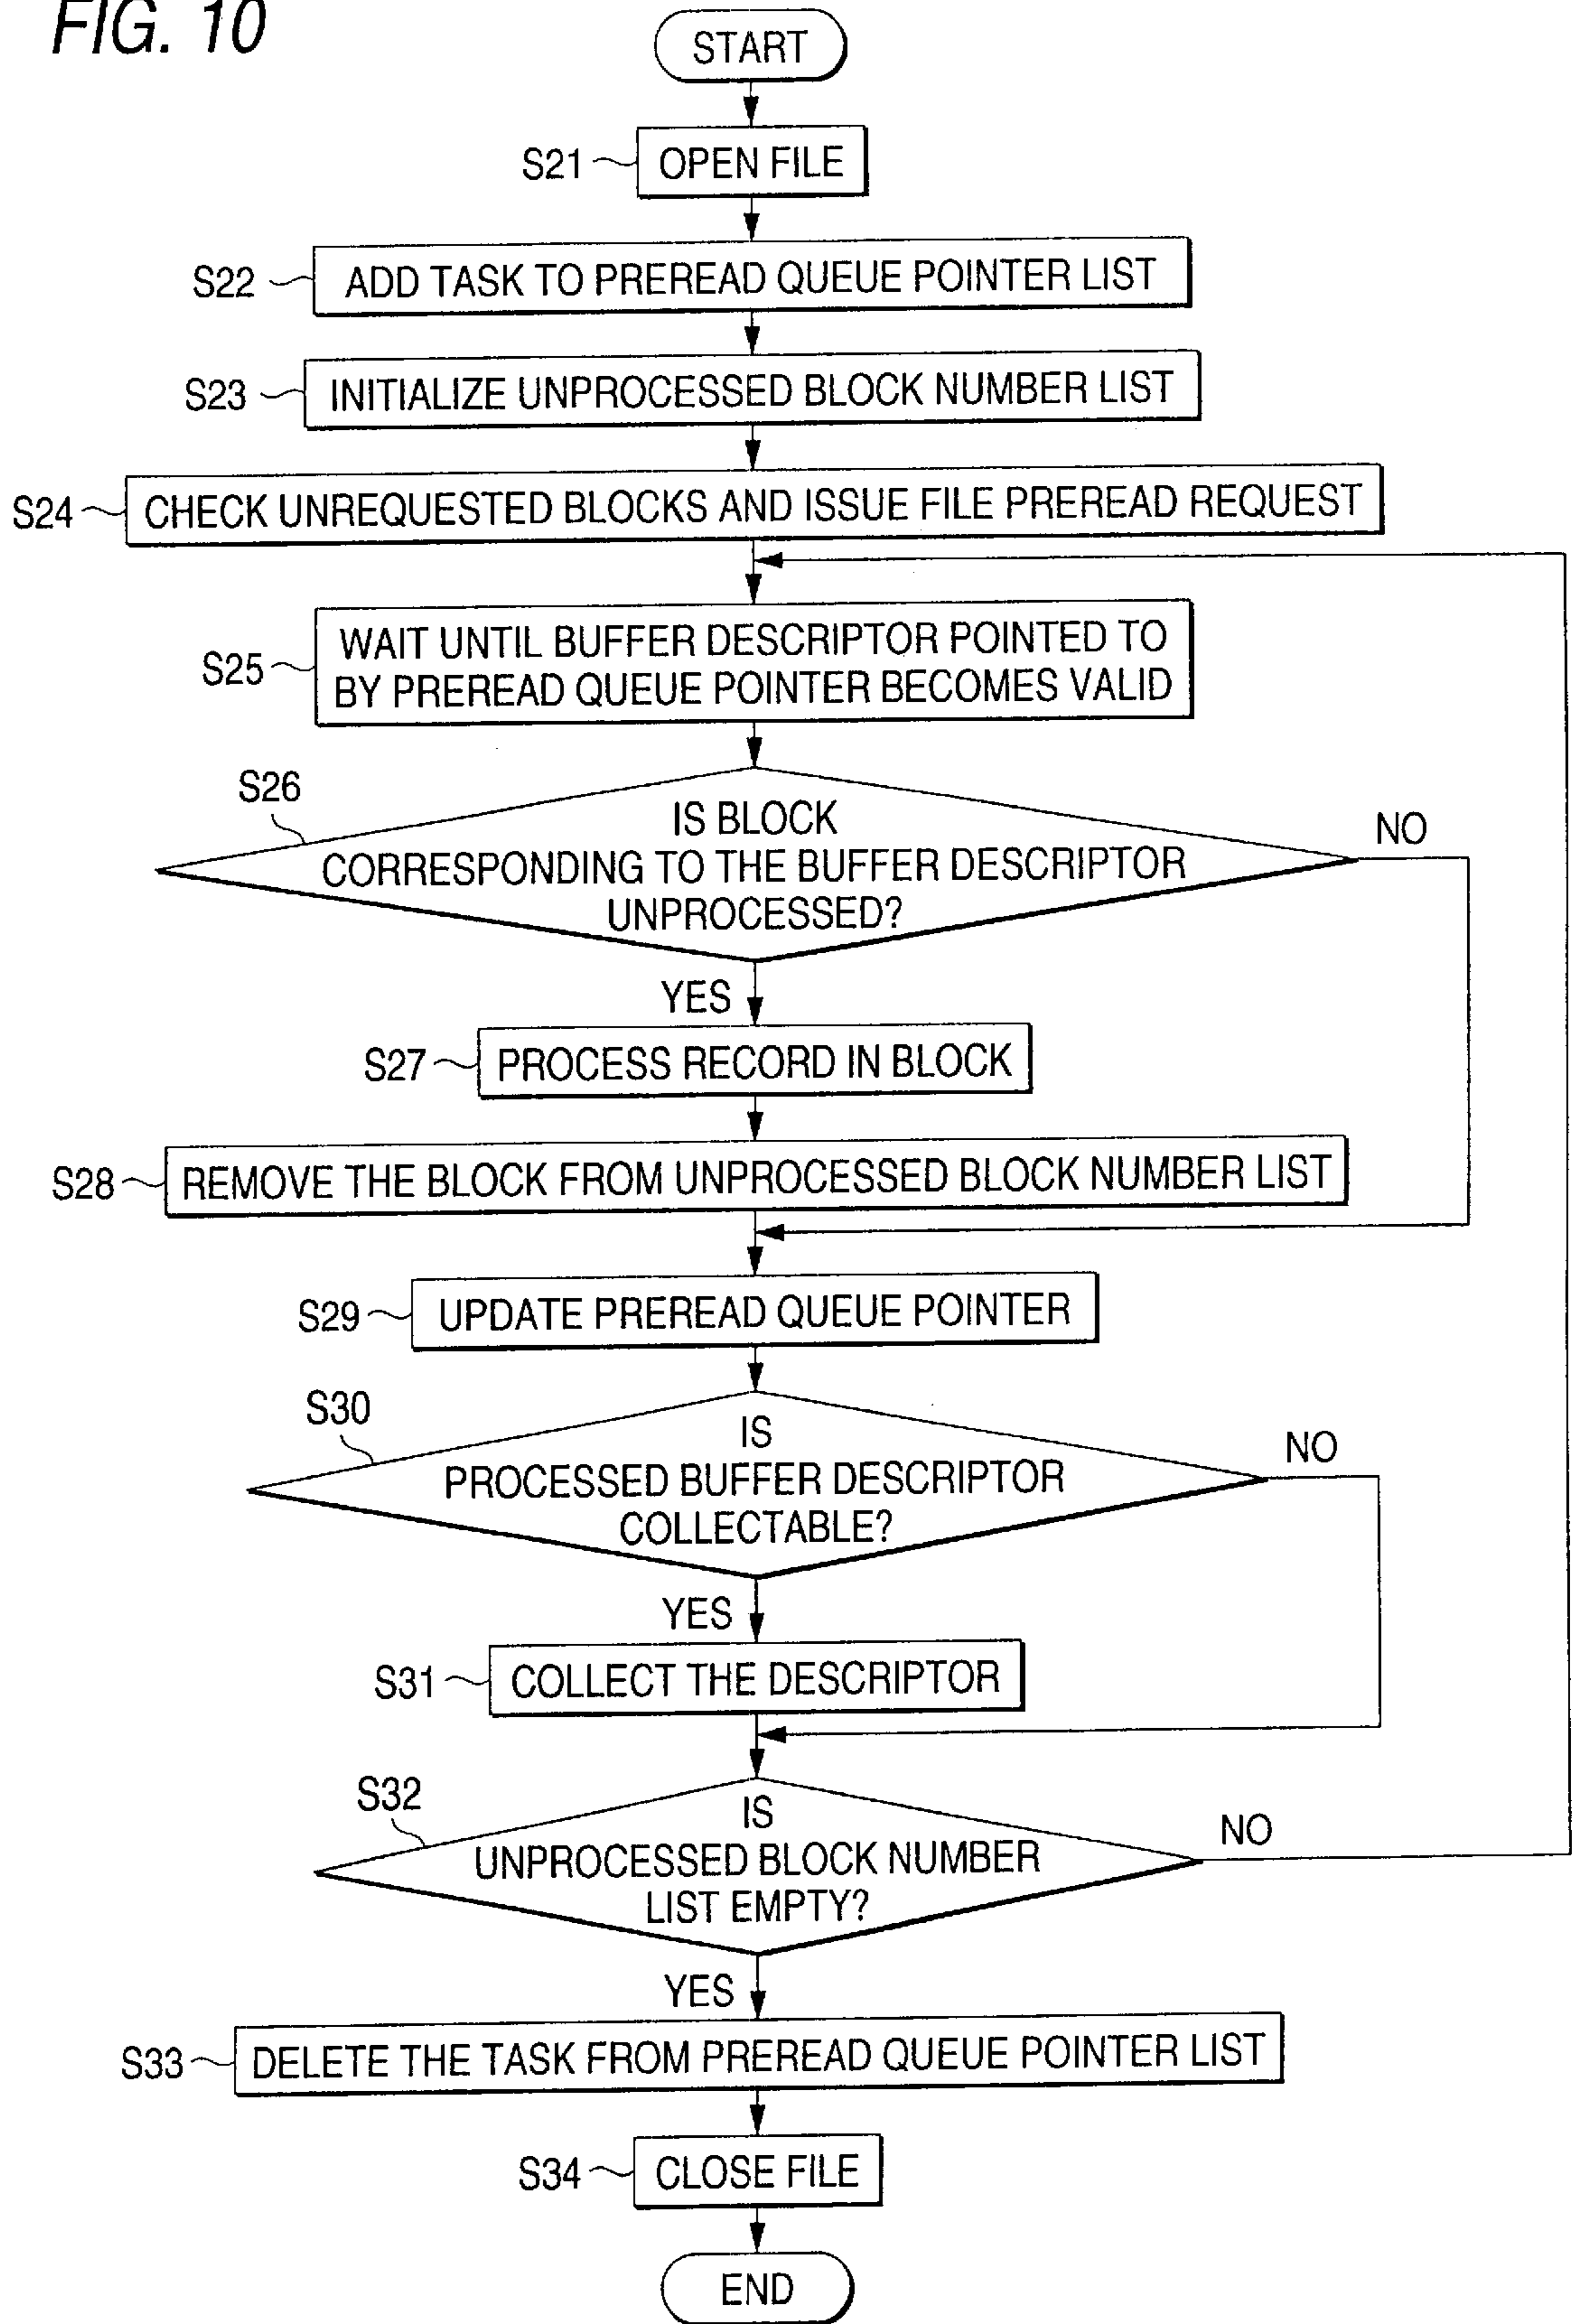 FIG. 10
START
S21
OPEN FILE
S22
ADD TASK TO PREREAD QUEUE POINTER LIST
S23
INITIALIZE UNPROCESSED BLOCK NUMBER LIST
S24
CHECK UNREQUESTED BLOCKS AND ISSUE FILE PREREAD REQUEST
S25
WAIT UNTIL BUFFER DESCRIPTOR POINTED TO
BY PREREAD QUEUE POINTER BECOMES VALID
S26
IS BLOCK
CORRESPONDING TO THE BUFFER DESCRIPTOR
UNPROCESSED?
NO
YES
S27
PROCESS RECORD IN BLOCK
S28
REMOVE THE BLOCK FROM UNPROCESSED BLOCK NUMBER LIST
S29
UPDATE PREREAD QUEUE POINTER
S30
IS
PROCESSED BUFFER DESCRIPTOR
COLLECTABLE?
NO
YES
S31
COLLECT THE DESCRIPTOR
S32
IS
UNPROCESSED BLOCK NUMBER
LIST EMPTY?
NO
YES
S33
DELETE THE TASK FROM PREREAD QUEUE POINTER LIST
S34
CLOSE FILE
END